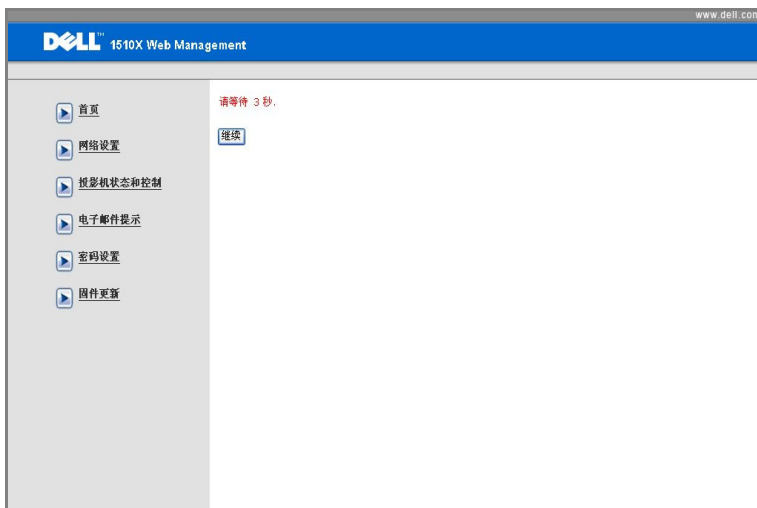 www.dell.com
DELL™ 1510X Web Management
首页
网络设置
投影机状态和控制
电子邮件提示
密码设置
固件更新
请等待 3 秒.
继续